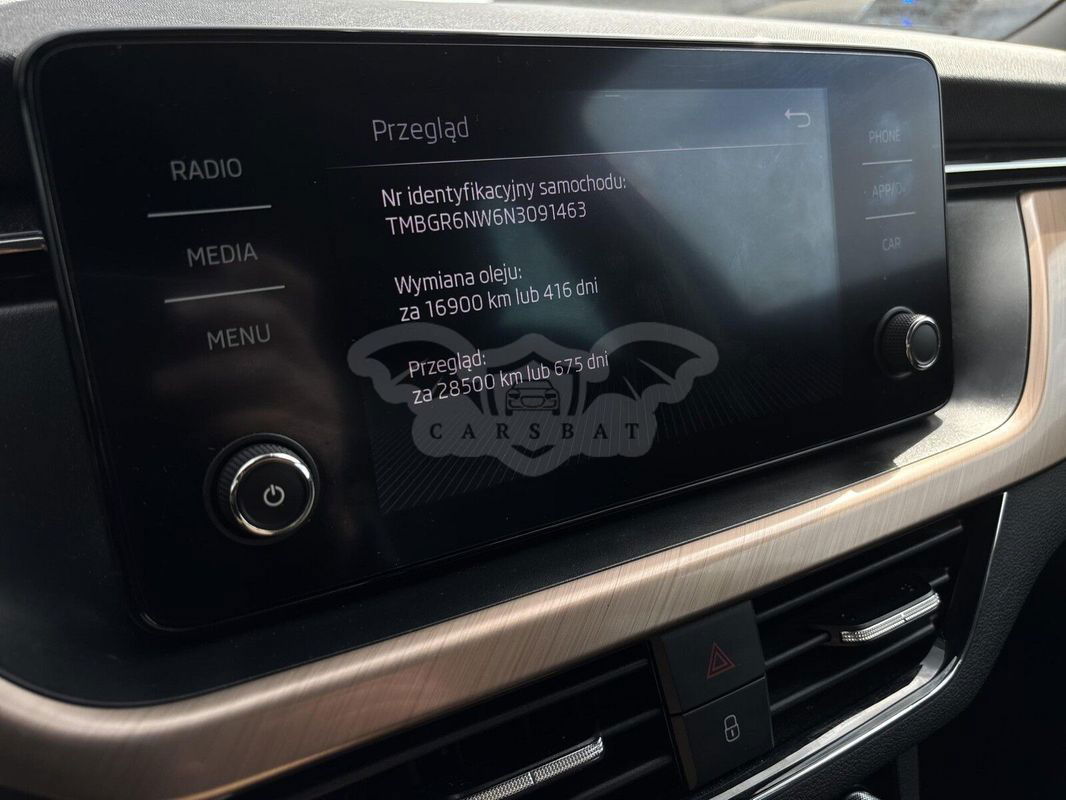 Przegląd
RADIO
MEDIA
MENU
Nr identyfikacyjny samochodu:
TMBGR6NW6N3091463
Wymiana oleju:
za 16900 km lub 416 dni
Przegląd:
za 28500 km lub 675 dni
CARSBAT
PHONE
CAR